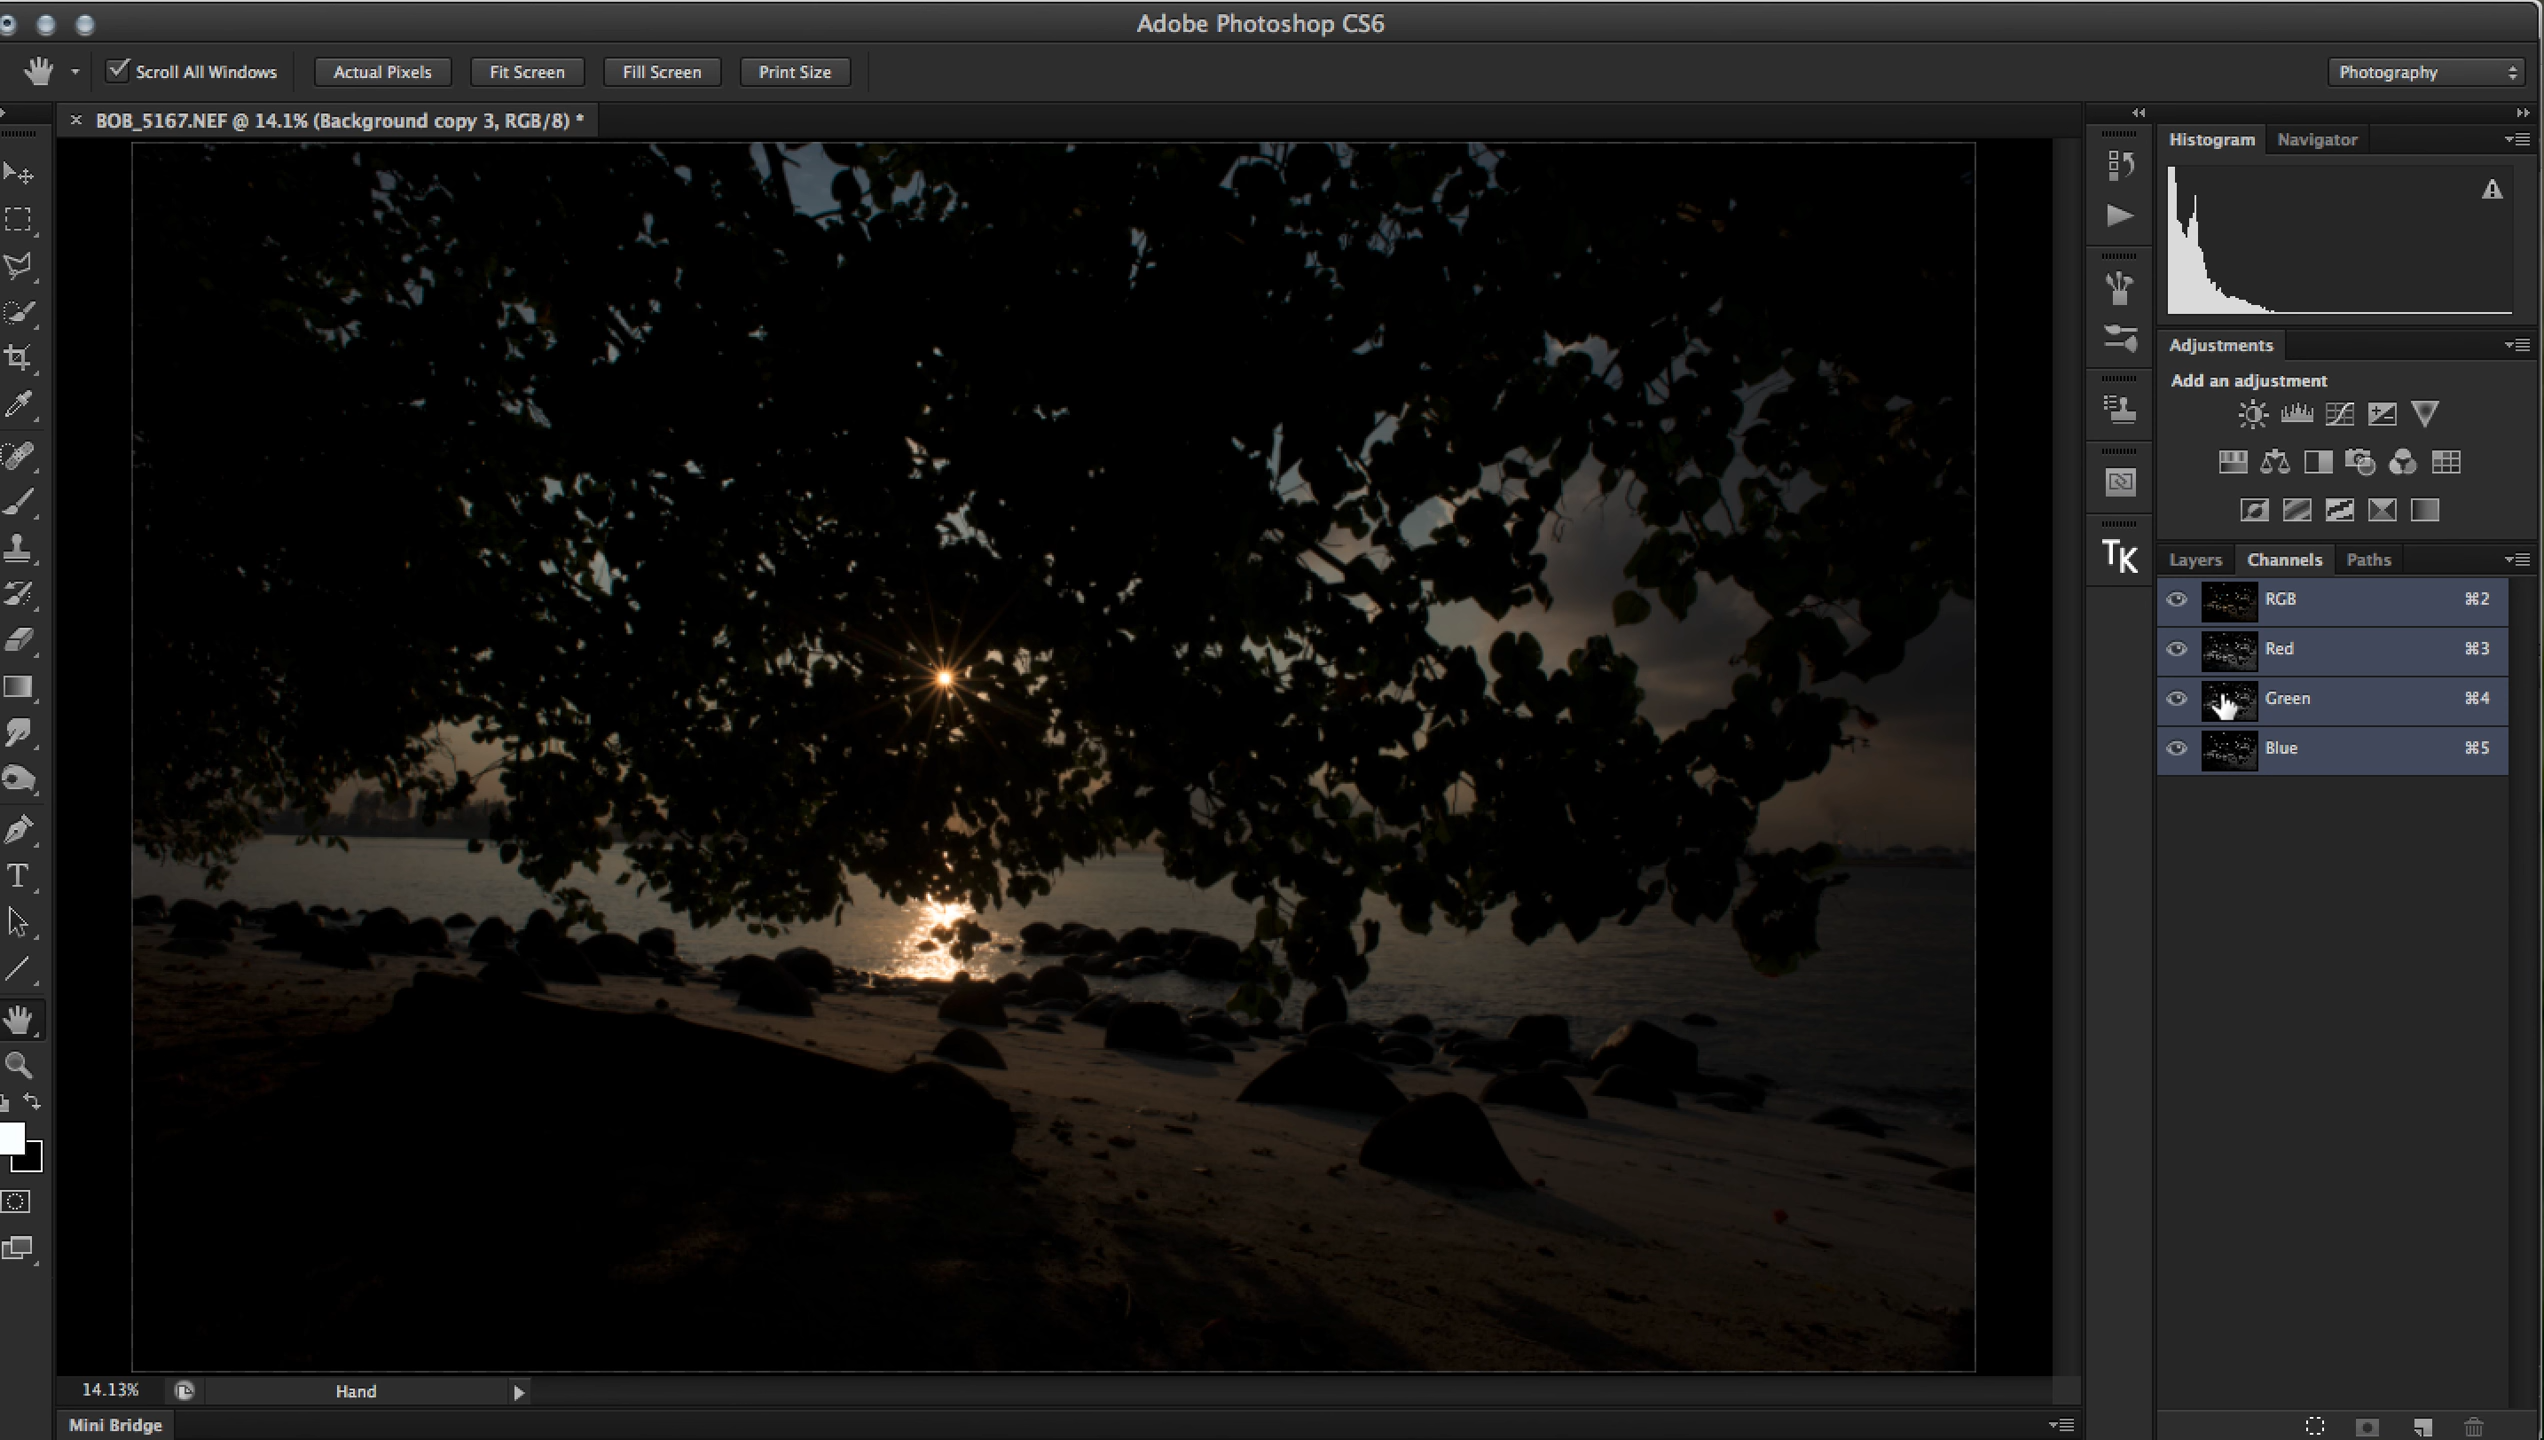 Adobe Photoshop CS6
Scroll All Windows
Actual Pixels
Fit Screen
Fill Screen
Print Size
Photography
× BOB_5167.NEF @ 14.1% (Background copy 3, RGB/8) *
Histogram
Navigator
Adjustments
Add an adjustment
TK
Layers
Channels
Paths
RGB ⌘2
Red ⌘3
Green ⌘4
Blue ⌘5
T
14.13%
Hand
Mini Bridge